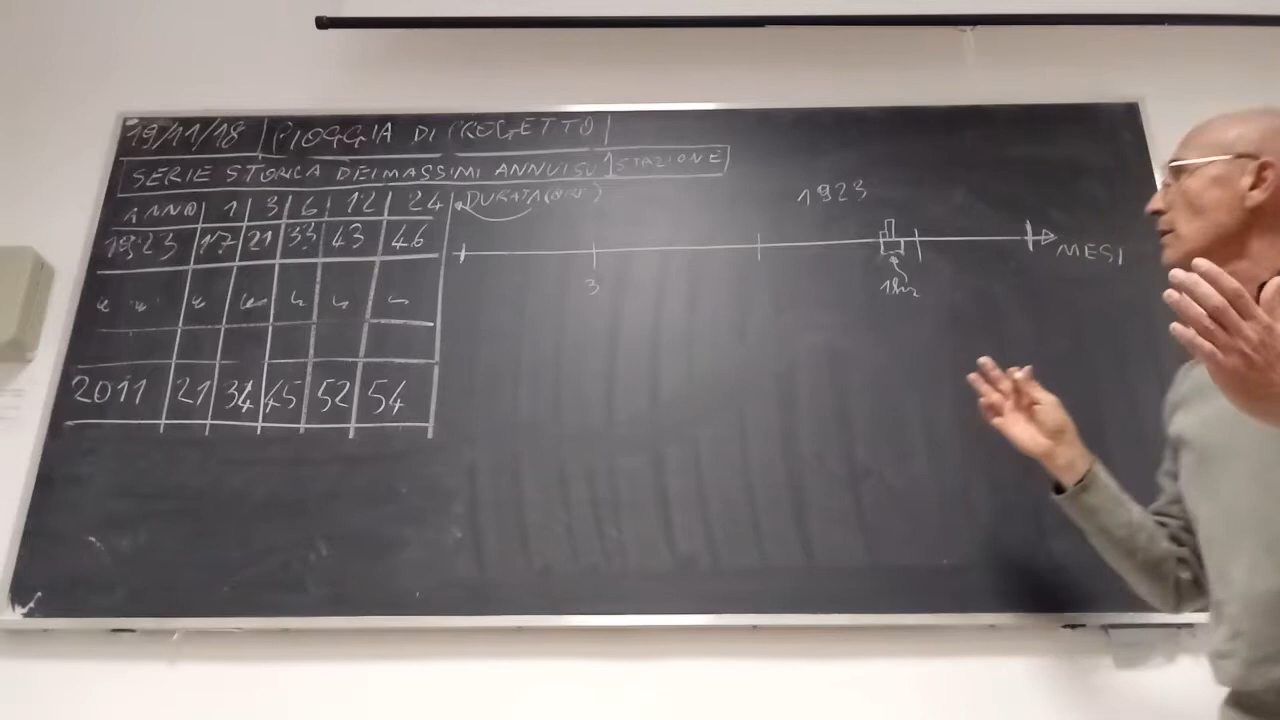 19/11/18 | PIOGGIA DI PROGETTO
SERIE STORICA DEI MASSIMI ANNUI SU 1 STAZIONE
ANNO 1 3 6 12 24 DURATA (ORE)
1923 17 21 33 43 46
2011 21 34 45 52 54
1923
3
MESI